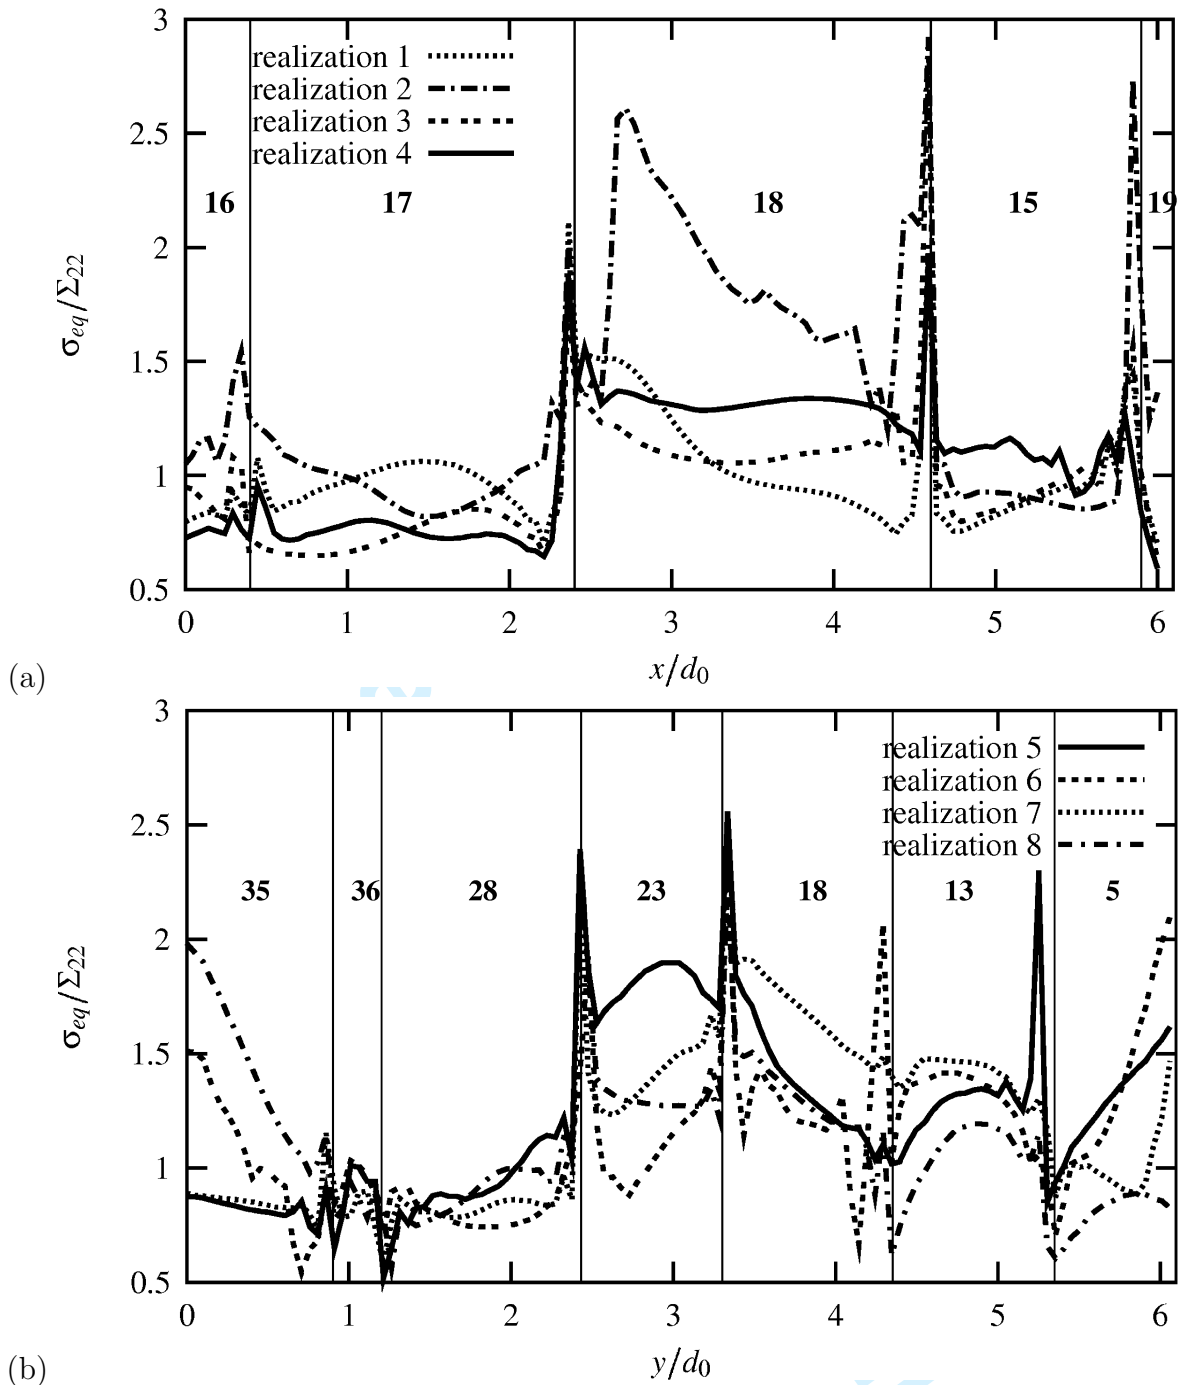 3
realization 1
realization 2
2.5
realization 3
realization 4
16 17 18 15 19
2
σeq/Σ22
1.5
1
0.5
0 1 2 3 4 5 6
x/d0
(a)
3
realization 5
realization 6
2.5
realization 7
realization 8
35 36 28 23 18 13 5
2
σeq/Σ22
1.5
1
0.5
0 1 2 3 4 5 6
y/d0
(b)